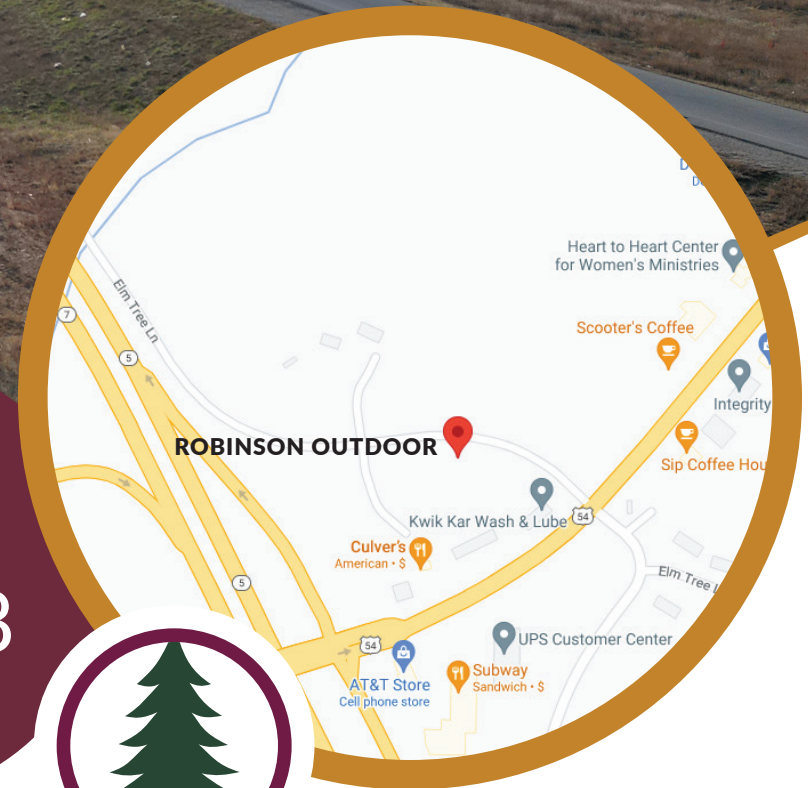 Heart to Heart Center
for Women's Ministries
Scooter's Coffee
Elm Tree Ln
7
5
Integrity
ROBINSON OUTDOOR
Sip Coffee Hou
Kwik Kar Wash & Lube
54
Culver's
American • $
Elm Tree L
5
54
UPS Customer Center
AT&T Store
Cell phone store
Subway
Sandwich • $